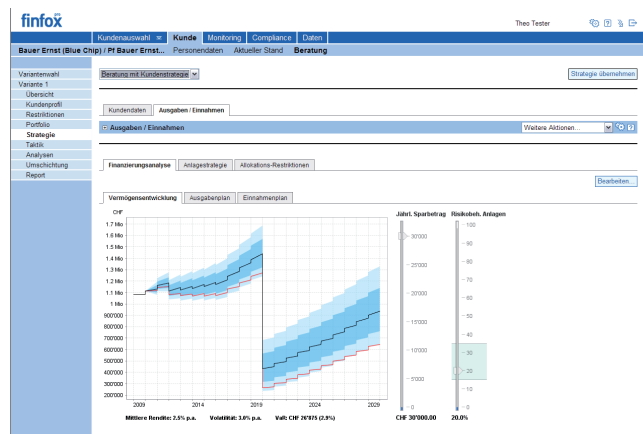 finfox
Theo Tester
Kundenauswahl Kunde Monitoring Compliance Daten
Bauer Ernst (Blue Chip) / Pf Bauer Ernst... Personendaten Aktueller Stand Beratung
Variantenwahl
Variante 1
Übersicht
Kundenprofil
Restriktionen
Portfolio
Strategie
Taktik
Analysen
Umschichtung
Report
Beratung mit Kundenstrategie
Strategie übernehmen
Kundendaten Ausgaben / Einnahmen
Ausgaben / Einnahmen
Weitere Aktionen...
Finanzierungsanalyse Anlagestrategie Allokations-Restriktionen
Bearbeiten...
Vermögensentwicklung Ausgabenplan Einnahmenplan
CHF
1.7 Mio
1.6 Mio
1.5 Mio
1.4 Mio
1.3 Mio
1.2 Mio
1.1 Mio
1 Mio
900'000
800'000
700'000
600'000
500'000
400'000
300'000
200'000
2009 2014 2019 2024 2029
Mittlere Rendite: 2.5% p.a. Volatilität: 3.0% p.a. VaR: CHF 26'875 (2.9%)
Jährl. Sparbetrag
30'000
25'000
20'000
15'000
10'000
5'000
0
CHF 30'000.00
Risikobeh. Anlagen
100
90
80
70
60
50
40
30
20
10
0
20.0%